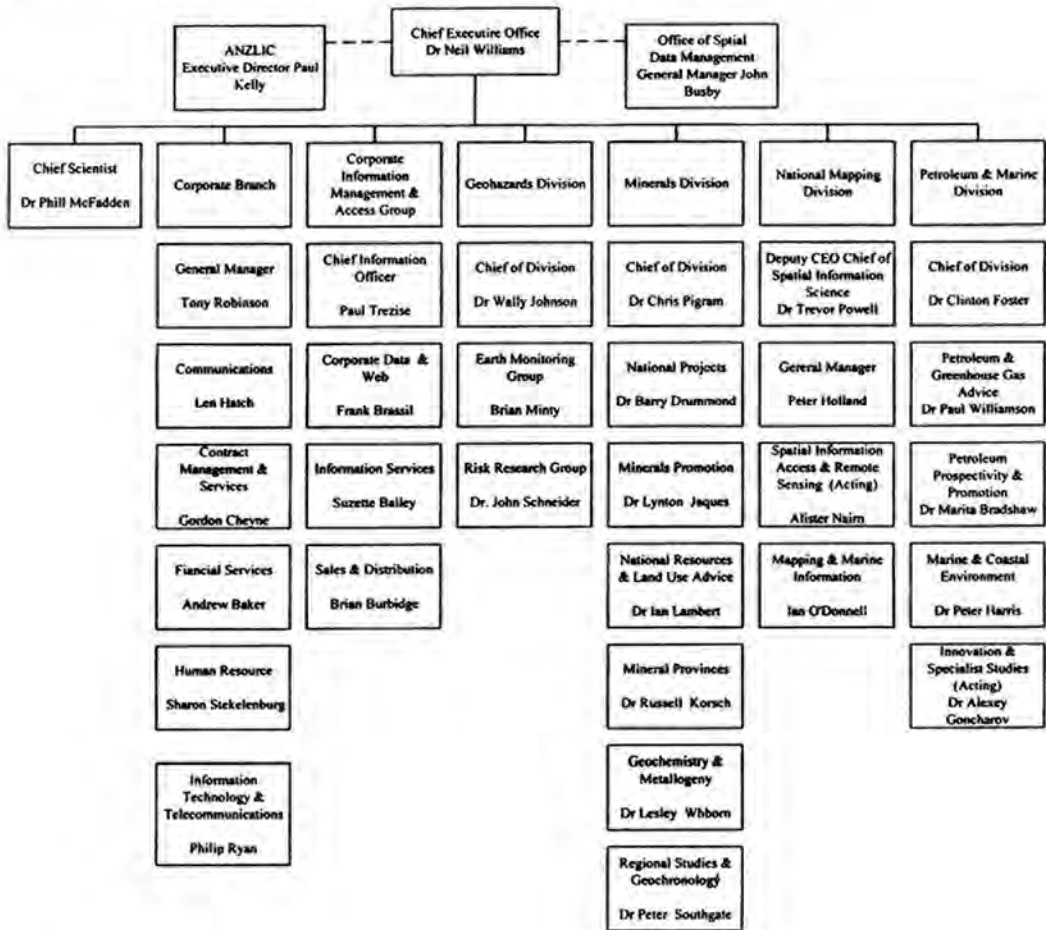 Chief Executire Office
Dr Neil Williams
ANZLIC
Executive Director Paul
Kelly
Office of Sptial
Data Management
General Manager John
Busby
Chief Scientist
Dr Phill McFadden
Corporate Branch
General Manager
Tony Robinson
Communications
Len Hatch
Contract
Management &
Services
Gordon Cheyne
Fiancial Services
Andrew Baker
Human Resource
Sharon Stekelenburg
Information
Technology &
Telecommunications
Philip Ryan
Corporate
Information
Management &
Access Group
Chief Information
Officer
Paul Trezise
Corporate Data & 
Web
Frank Brassil
Information Services
Suzette Bailey
Sales & Distribution
Brian Burbidge
Geohazards Division
Chief of Division
Dr Wally Johnson
Earth Monitoring
Group
Brian Minty
Risk Research Group
Dr. John Schneider
Minerals Division
Chief of Division
Dr Chris Pigram
National Projects
Dr Barry Drummond
Minerals Promotion
Dr Lynton Jaques
National Resources
& Land Use Advice
Dr Ian Lambert
Mineral Provinces
Dr Russell Korsch
Geochemistry &
Metallogeny
Dr Lesley Whborn
Regional Studies &
Geochronology
Dr Peter Southgate
National Mapping
Division
Deputy CEO Chief of
Spatial Information
Science
Dr Trevor Powell
Gereral Manager
Peter Holland
Spatial Information
Access & Remote
Sensing (Acting)
Alister Nairn
Mapping & Marine
Information
Ian O'Donnell
Petroleum & Marine
Division
Chief of Division
Dr Clinton Foster
Petroleum &
Greenhouse Gas
Advice
Dr Paul Williamson
Petroleum
Prospectivity &
Promotion
Dr Marita Bradshaw
Marine & Coastal
Environment
Dr Peter Harris
Innovation &
Specialist Studies
(Acting)
Dr Alexey
Goncharov